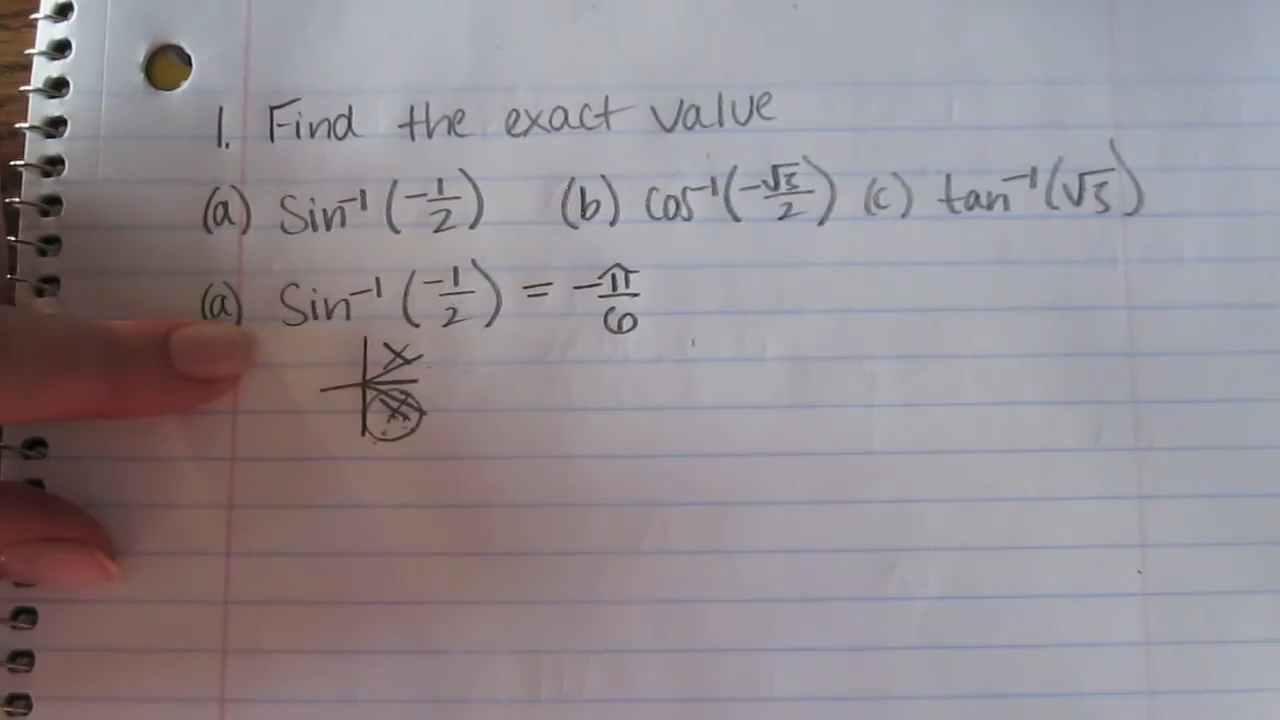 1. Find the exact value
(a) Sin⁻¹(-1/2) (b) cos⁻¹(-√3/2) (c) tan⁻¹(√3)
(a) Sin⁻¹(-1/2) = -π/6